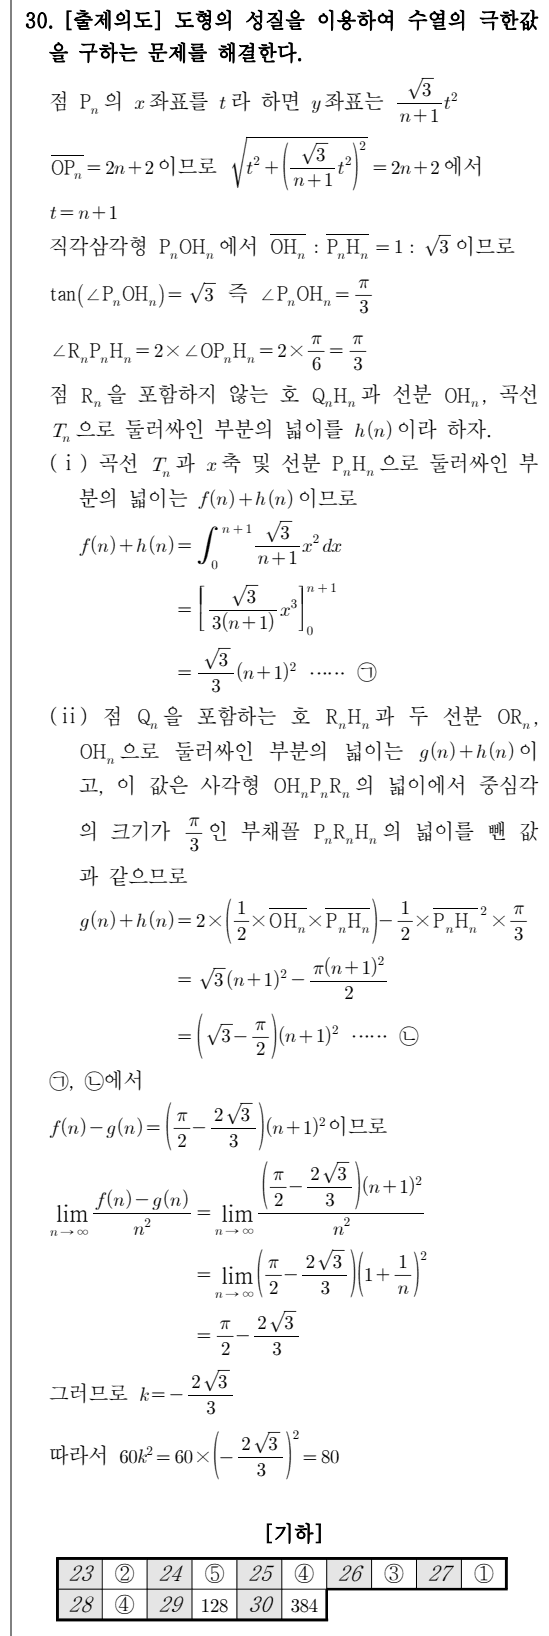 30. [출제의도] 도형의 성질을 이용하여 수열의 극한값
을 구하는 문제를 해결한다.
점 Pₙ의 x좌표를 t라 하면 y좌표는 √3/(n+1) t²
OPₙ‾ = 2n+2이므로 √(t²+(√3/(n+1) t²)²) = 2n+2에서
t = n+1
직각삼각형 PₙOHₙ에서 OHₙ‾ : PₙHₙ‾ = 1 : √3이므로
tan(∠PₙOHₙ) = √3 즉 ∠PₙOHₙ = π/3
∠RₙPₙHₙ = 2×∠OPₙHₙ = 2×π/6 = π/3
점 Rₙ을 포함하지 않는 호 QₙHₙ과 선분 OHₙ, 곡선
Tₙ으로 둘러싸인 부분의 넓이를 h(n)이라 하자.
(ⅰ) 곡선 Tₙ과 x축 및 선분 PₙHₙ으로 둘러싸인 부
분의 넓이는 f(n)+h(n)이므로
f(n)+h(n) = ∫₀ⁿ⁺¹ √3/(n+1) x² dx
= [√3/(3(n+1)) x³]₀ⁿ⁺¹
= √3/3 (n+1)² …… ㉠
(ⅱ) 점 Qₙ을 포함하는 호 RₙHₙ과 두 선분 ORₙ,
OHₙ으로 둘러싸인 부분의 넓이는 g(n)+h(n)이
고, 이 값은 사각형 OHₙPₙRₙ의 넓이에서 중심각
의 크기가 π/3인 부채꼴 PₙRₙHₙ의 넓이를 뺀 값
과 같으므로
g(n)+h(n) = 2×(1/2×OHₙ‾×PₙHₙ‾) − 1/2×PₙHₙ‾²×π/3
= √3(n+1)² − π(n+1)²/2
= (√3−π/2)(n+1)² …… ㉡
㉠, ㉡에서
f(n)−g(n) = (π/2 − 2√3/3)(n+1)²이므로
lim_{n→∞} (f(n)−g(n))/n² = lim_{n→∞} ((π/2 − 2√3/3)(n+1)²)/n²
= lim_{n→∞} (π/2 − 2√3/3)(1+1/n)²
= π/2 − 2√3/3
그러므로 k = −2√3/3
따라서 60k² = 60×(−2√3/3)² = 80
[기하]
23 ② 24 ⑤ 25 ④ 26 ③ 27 ①
28 ④ 29 128 30 384